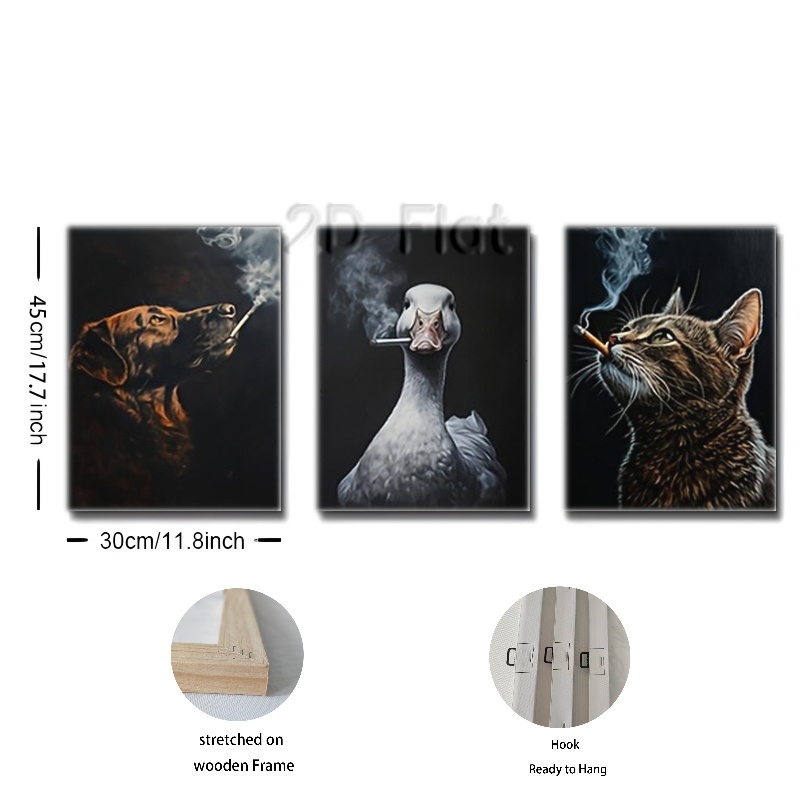 2D Flat
45cm/17.7inch
30cm/11.8inch
stretched on
wooden Frame
Hook
Ready to Hang